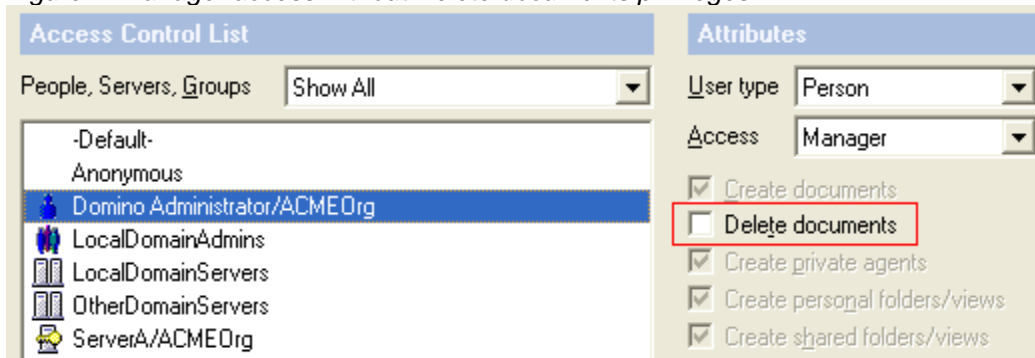 Access Control List
People, Servers, Groups Show All
-Default-
Anonymous
Domino Administrator/ACMEOrg
LocalDomainAdmins
LocalDomainServers
OtherDomainServers
ServerA/ACMEOrg
Attributes
User type Person
Access Manager
Create documents
Delete documents
Create private agents
Create personal folders/views
Create shared folders/views